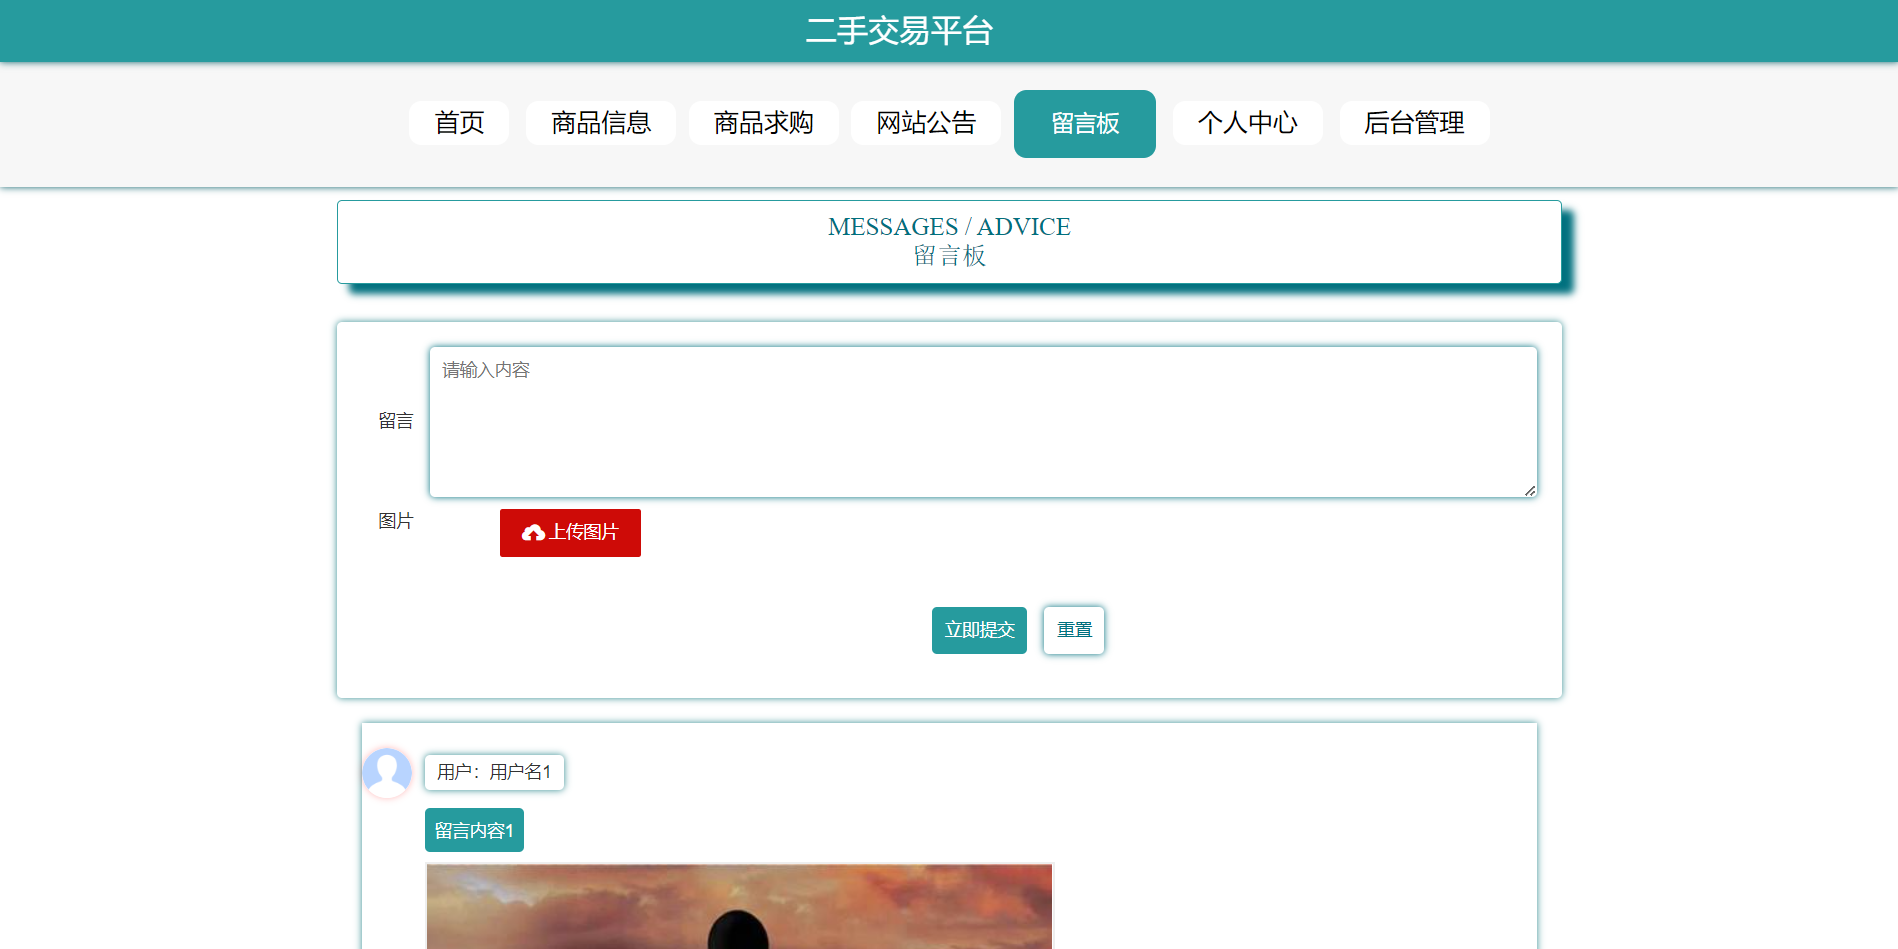 二手交易平台
首页 商品信息 商品求购 网站公告 留言板 个人中心 后台管理
MESSAGES / ADVICE
留言板
请输入内容
留言
图片
上传图片
立即提交 重置
用户：用户名1
留言内容1